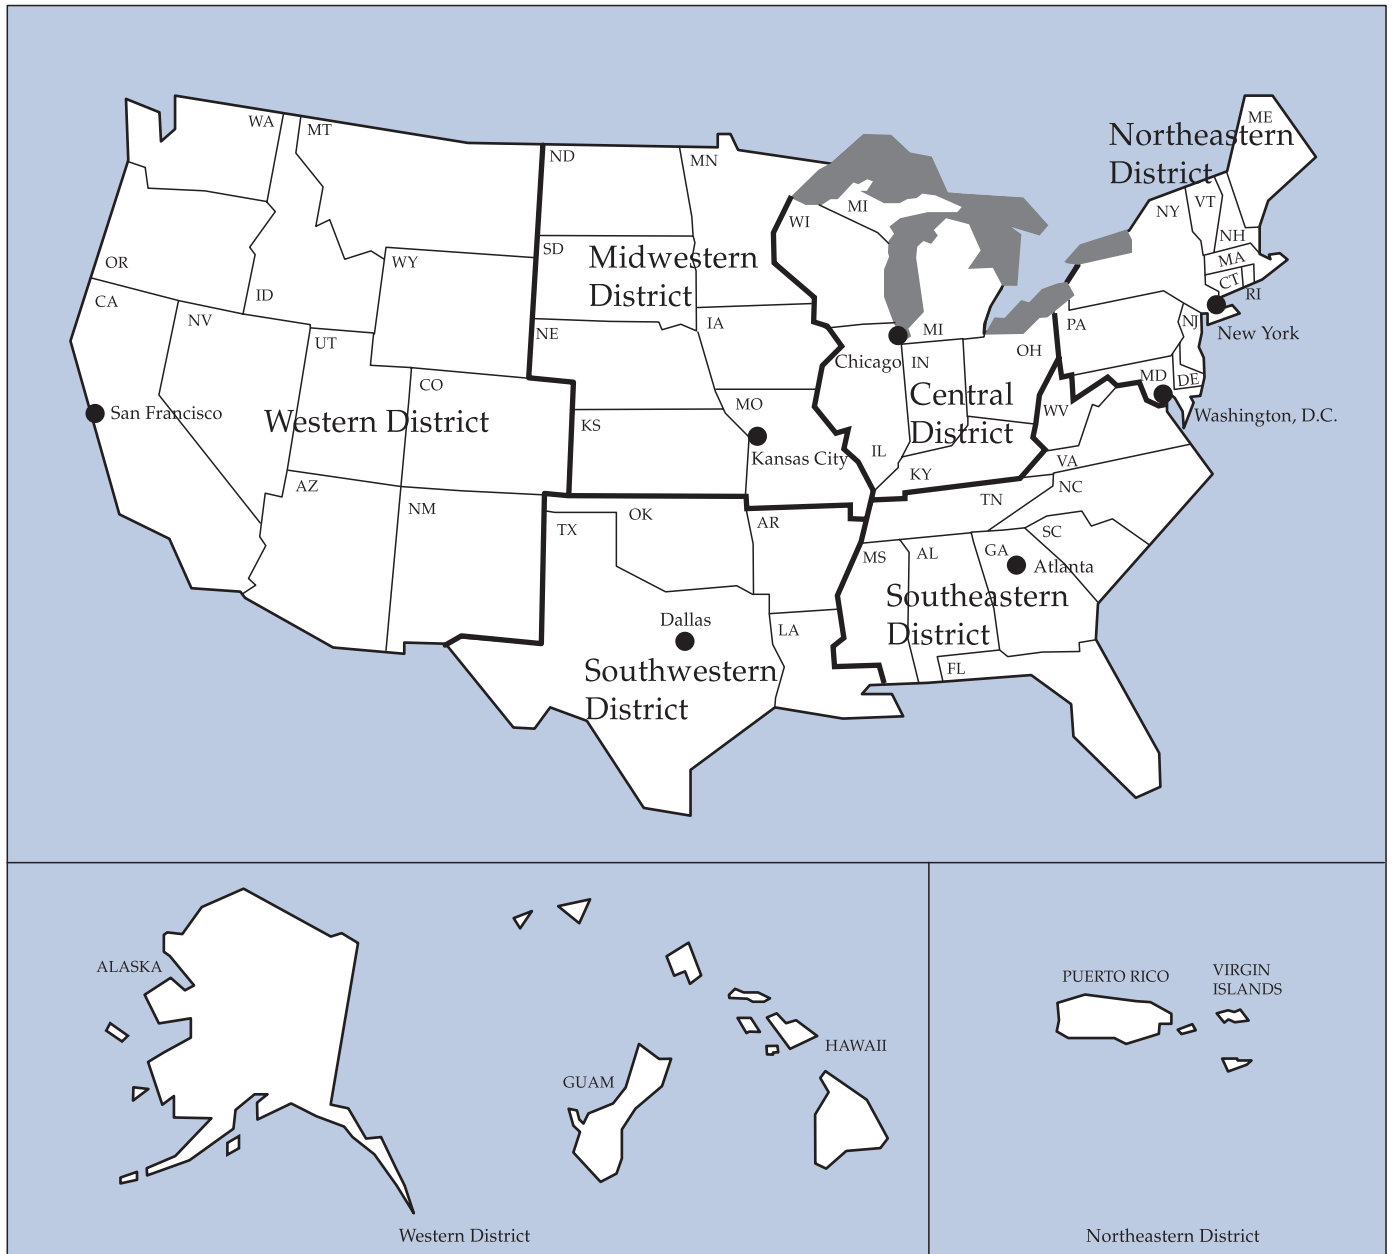 ME
Northeastern
District
WA
MT
ND
MN
WI
MI
NY
VT
NH
MA
CT
RI
OR
WY
SD
Midwestern
District
ID
CA
NV
UT
NE
IA
MI
PA
NJ
New York
Chicago
IN
OH
CO
Central
District
MD
DE
San Francisco
Western District
MO
WV
Washington, D.C.
KS
Kansas City
IL
KY
VA
AZ
NM
TX
OK
AR
TN
NC
SC
MS
AL
GA
Atlanta
Southeastern
District
Dallas
LA
Southwestern
District
FL
ALASKA
GUAM
HAWAII
Western District
PUERTO RICO
VIRGIN
ISLANDS
Northeastern District